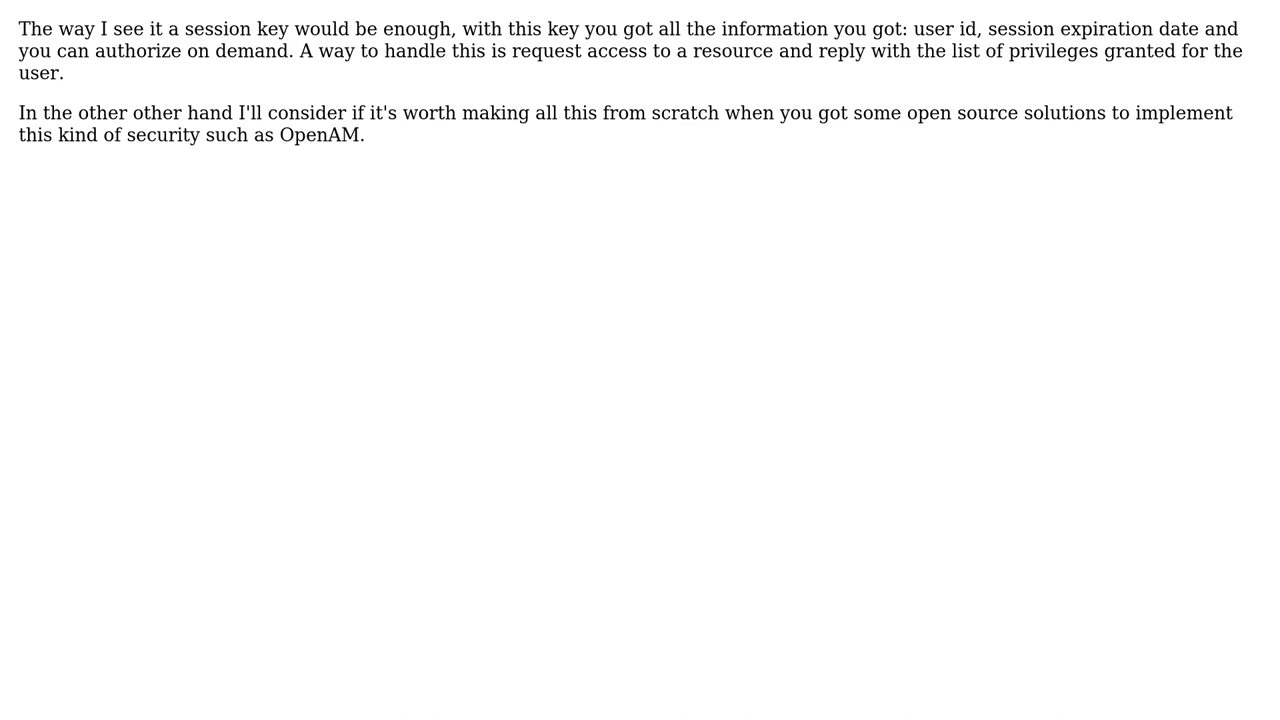 The way I see it a session key would be enough, with this key you got all the information you got: user id, session expiration date and
you can authorize on demand. A way to handle this is request access to a resource and reply with the list of privileges granted for the
user.
In the other other hand I'll consider if it's worth making all this from scratch when you got some open source solutions to implement
this kind of security such as OpenAM.